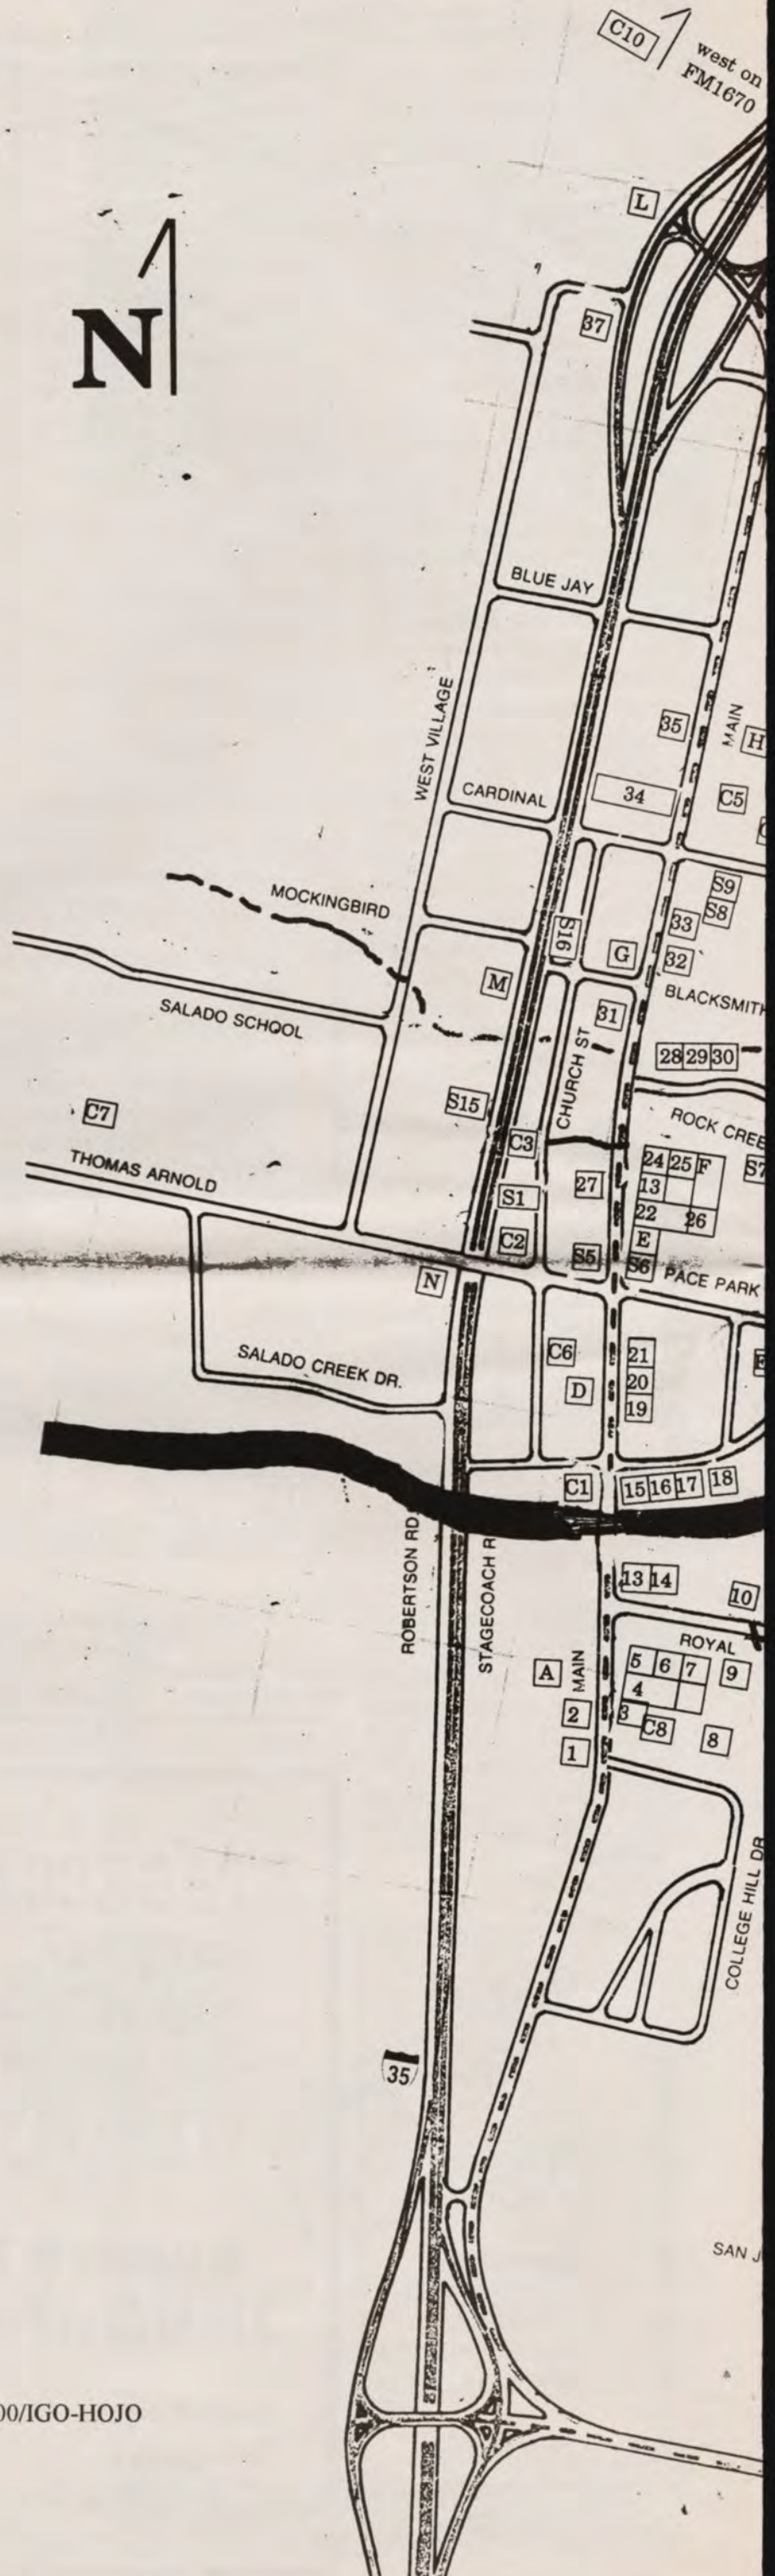 C10
west on
FM1670
L
N
37
BLUE JAY
WEST VILLAGE
35
MAIN
H
CARDINAL
34
C5
MOCKINGBIRD
S9
S8
33
S16
G
32
M
BLACKSMITH
SALADO SCHOOL
31
CHURCH ST
28 29 30
C7
S15
ROCK CREE
C3
THOMAS ARNOLD
24 25 F
S7
13
S1
27
22 26
C2
E
S5
S6
PACE PARK
N
SALADO CREEK DR.
C6
21
20
D
19
C1
15 16 17 18
ROBERTSON RD.
STAGECOACH R
13 14
10
ROYAL
A
MAIN
5 6 7
9
4
2
3
C8
8
1
COLLEGE HILL DR
35
SAN J
00/IGO-HOJO